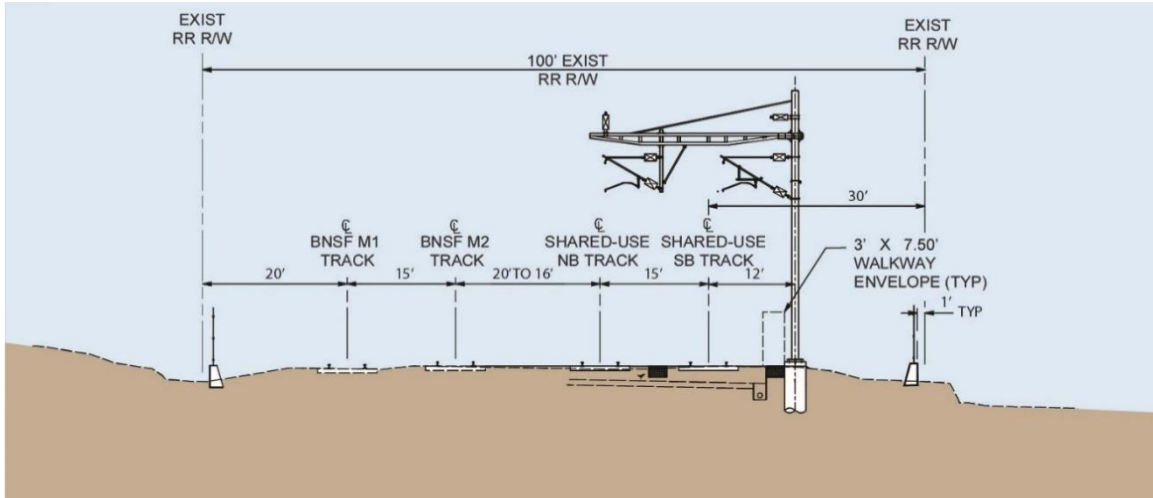 EXIST
RR R/W
EXIST
RR R/W
100' EXIST
RR R/W
30'
℄
BNSF M1
TRACK
℄
BNSF M2
TRACK
℄
SHARED-USE
NB TRACK
℄
SHARED-USE
SB TRACK
3' X 7.50'
WALKWAY
ENVELOPE (TYP)
20'
15'
20'TO 16'
15'
12'
1'
TYP